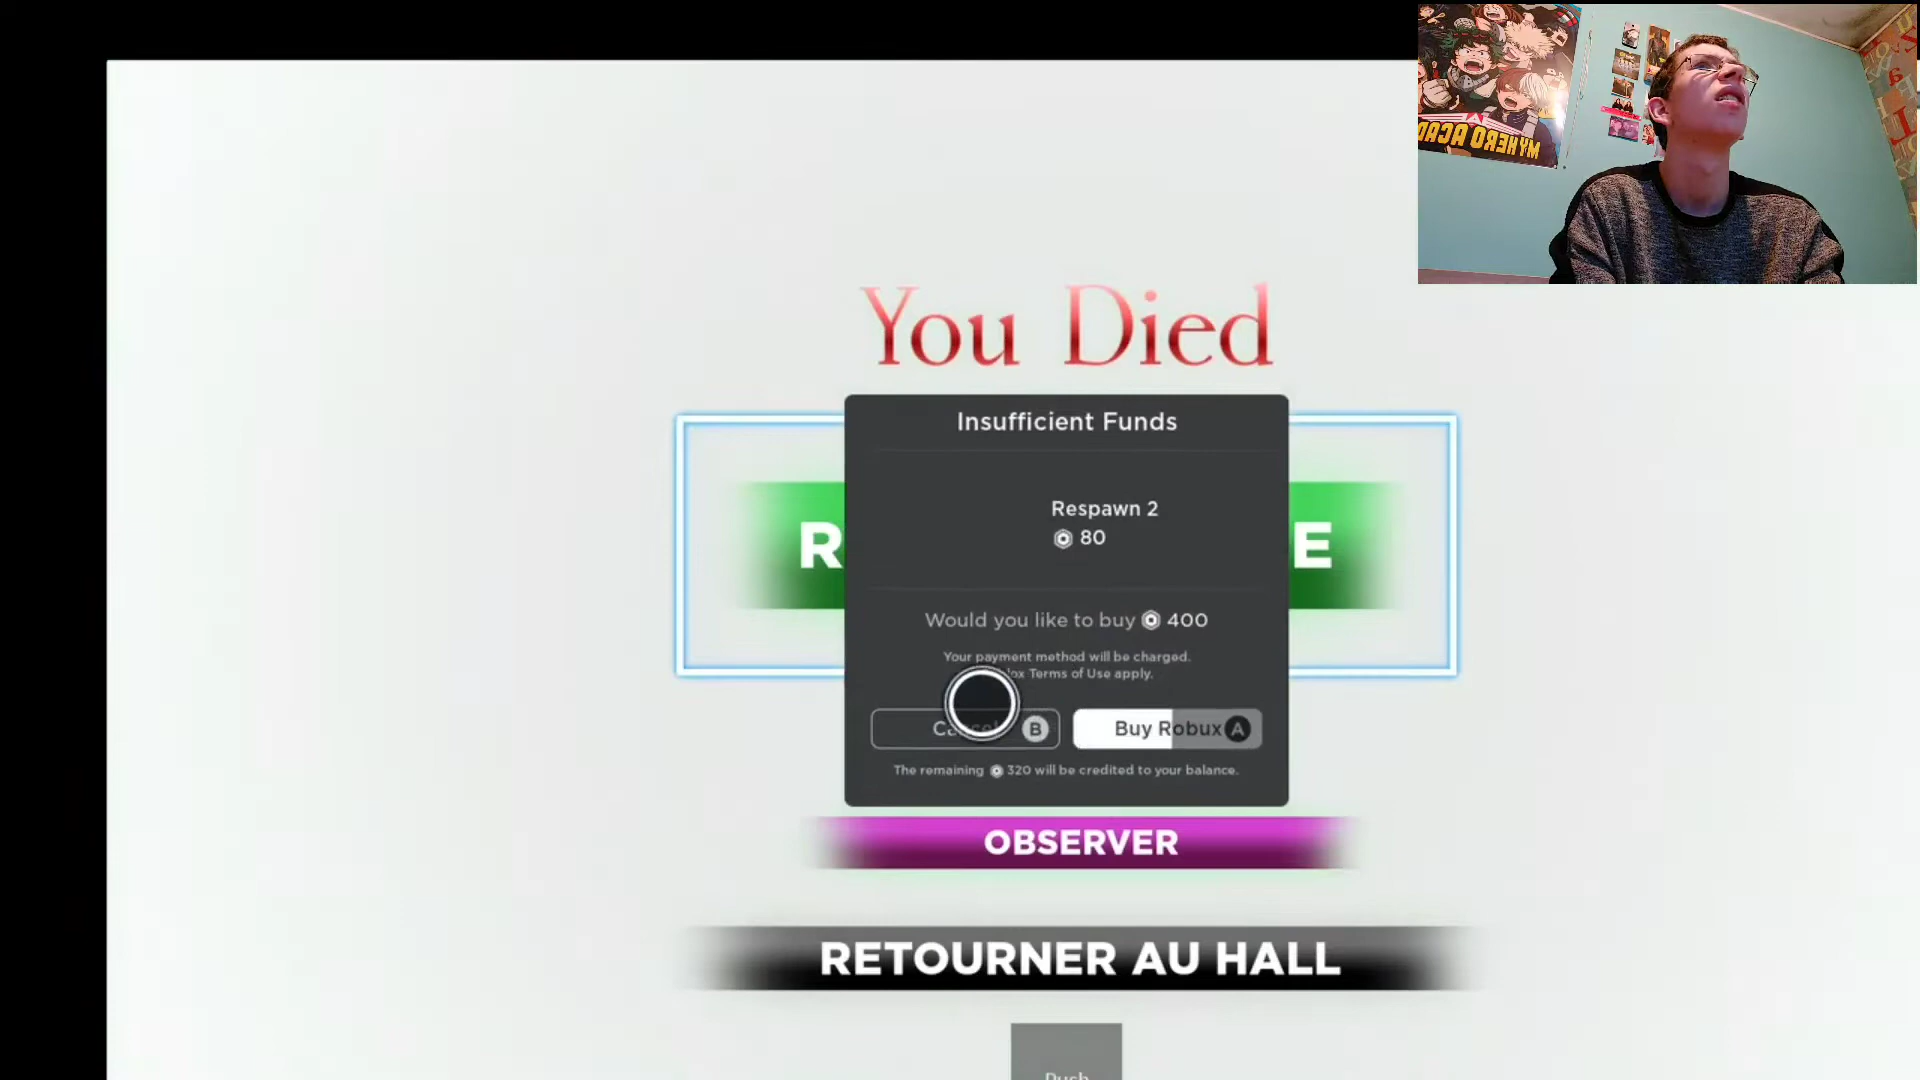 You Died
Insufficient Funds
Respawn 2
80
R
E
Would you like to buy 400
Your payment method will be charged.
Terms of Use apply.
B
Buy Robux A
The remaining 320 will be credited to your balance.
OBSERVER
RETOURNER AU HALL